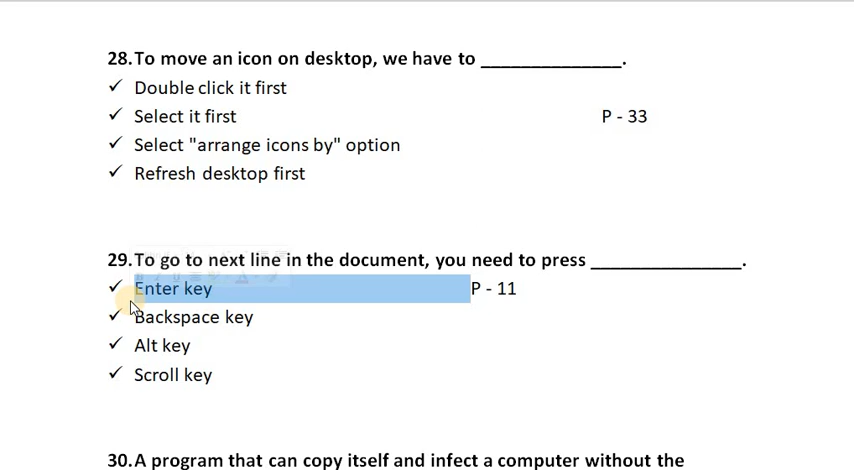 28. To move an icon on desktop, we have to ______________.
✓ Double click it first
✓ Select it first P - 33
✓ Select "arrange icons by" option
✓ Refresh desktop first
29. To go to next line in the document, you need to press _______________.
✓ Enter key P - 11
✓ Backspace key
✓ Alt key
✓ Scroll key
30. A program that can copy itself and infect a computer without the